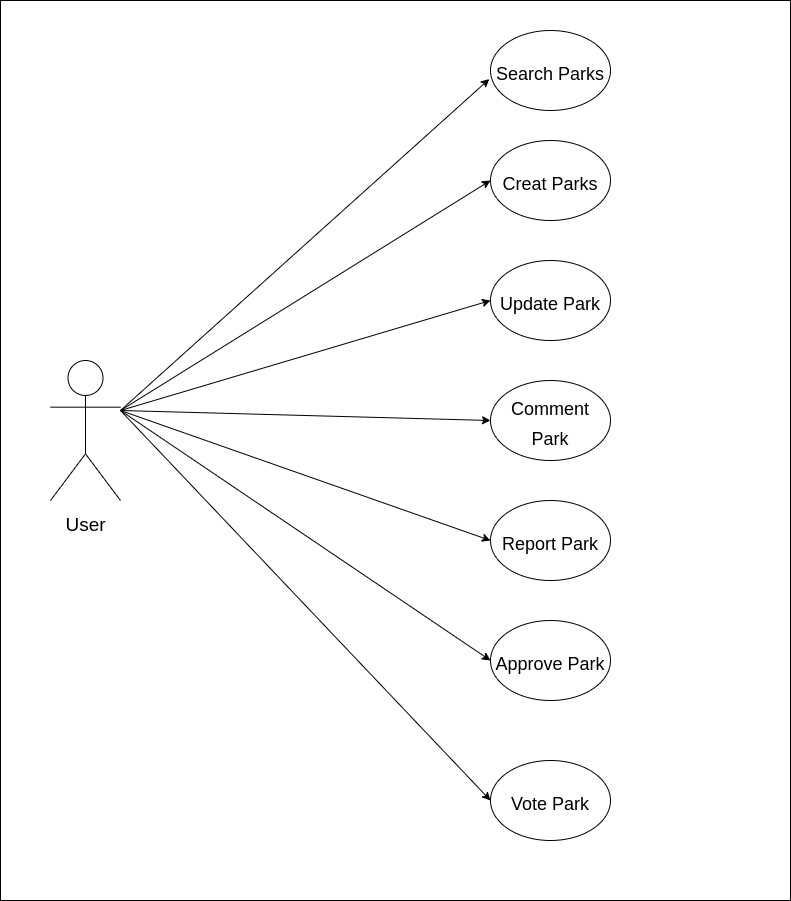 Search Parks
Creat Parks
Update Park
Comment
Park
Report Park
User
Approve Park
Vote Park